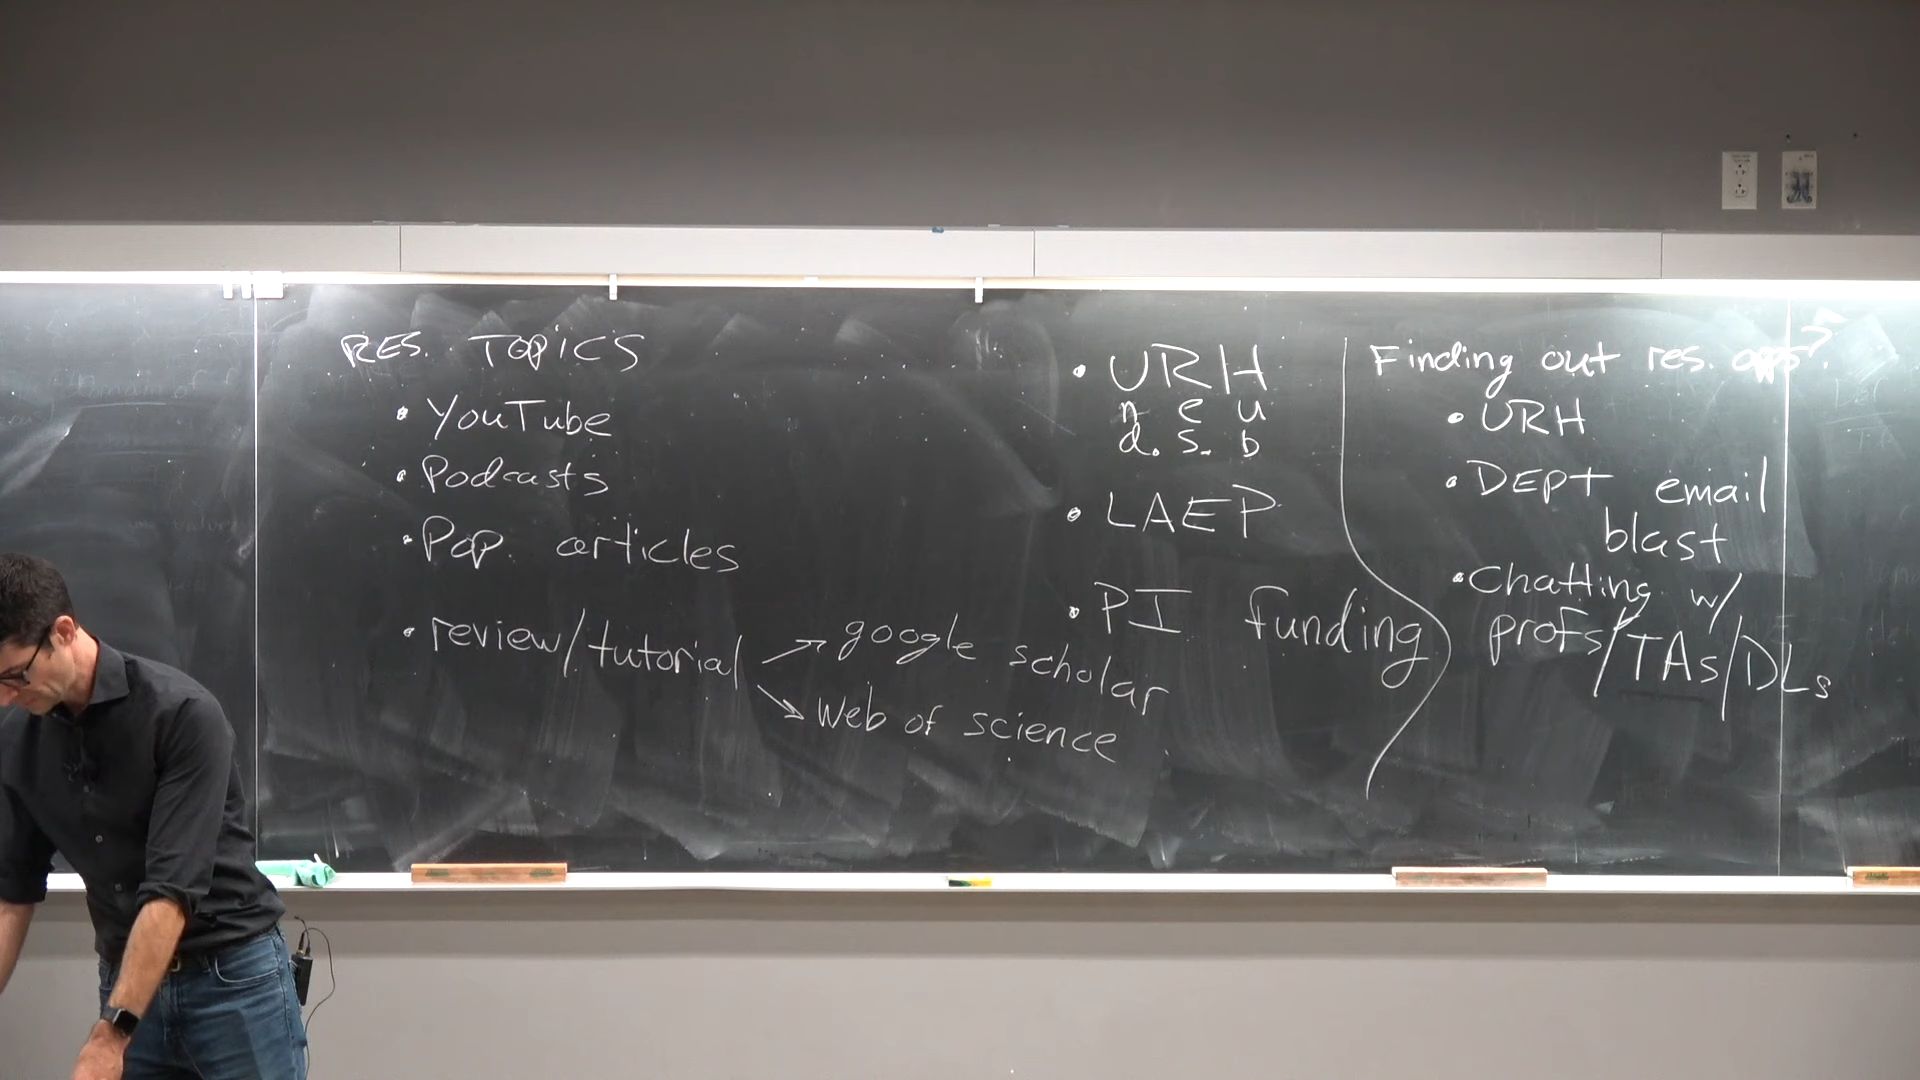 RES. TOPICS
• YouTube
• Podcasts
• Pop. articles
• review/tutorial → google scholar
→ Web of science
• URH
n e u
d. s. b
• LAEP
• PI funding
Finding out res. ops?
• URH
• DEPT email
blast
• Chatting w/
profs/TAs/DLs